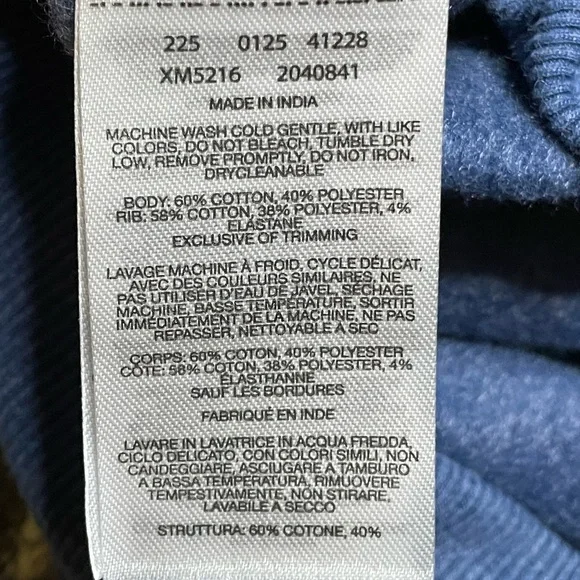 225 0125 41228
XM5216 2040841
MADE IN INDIA
MACHINE WASH COLD GENTLE, WITH LIKE
COLORS, DO NOT BLEACH, TUMBLE DRY
LOW, REMOVE PROMPTLY, DO NOT IRON,
DRYCLEANABLE
BODY: 60% COTTON, 40% POLYESTER
RIB: 58% COTTON, 38% POLYESTER, 4%
ELASTANE
EXCLUSIVE OF TRIMMING
LAVAGE MACHINE À FROID, CYCLE DÉLICAT,
AVEC DES COULEURS SIMILAIRES, NE
PAS UTILISER D'EAU DE JAVEL, SÉCHAGE
MACHINE, BASSE TEMPÉRATURE, SORTIR
IMMÉDIATEMENT DE LA MACHINE, NE PAS
REPASSER, NETTOYABLE A SEC
CORPS: 60% COTON, 40% POLYESTER
CÔTE: 58% COTON, 38% POLYESTER, 4%
ÉLASTHANNE
SAUF LES BORDURES
FABRIQUÉ EN INDE
LAVARE IN LAVATRICE IN ACQUA FREDDA,
CICLO DELICATO, CON COLORI SIMILI, NON
CANDEGGIARE, ASCIUGARE A TAMBURO
A BASSA TEMPERATURA, RIMUOVERE
TEMPESTIVAMENTE, NON STIRARE,
LAVABILE A SECCO
STRUTTURA: 60% COTONE, 40%